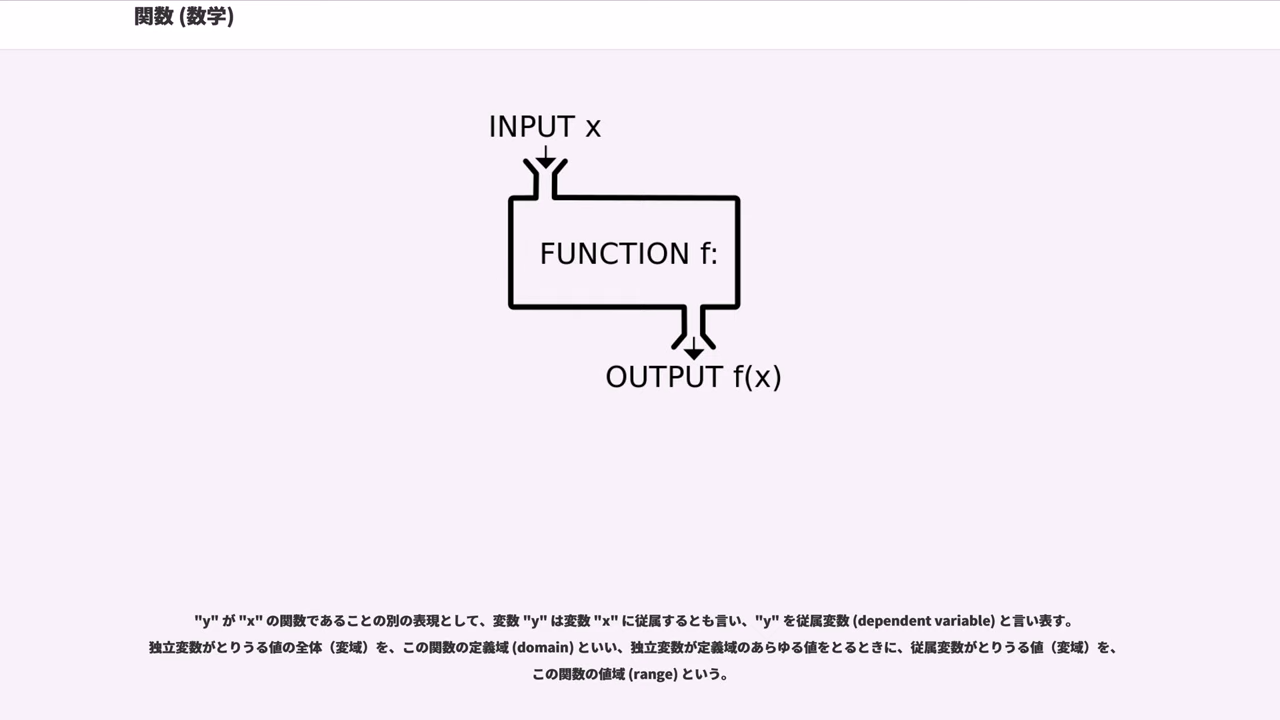 関数 (数学)
INPUT x
FUNCTION f:
OUTPUT f(x)
"y" が "x" の関数であることの別の表現として、変数 "y" は変数 "x" に従属するとも言い、"y" を従属変数 (dependent variable) と言い表す。
独立変数がとりうる値の全体（変域）を、この関数の定義域 (domain) といい、独立変数が定義域のあらゆる値をとるときに、従属変数がとりうる値（変域）を、
この関数の値域 (range) という。